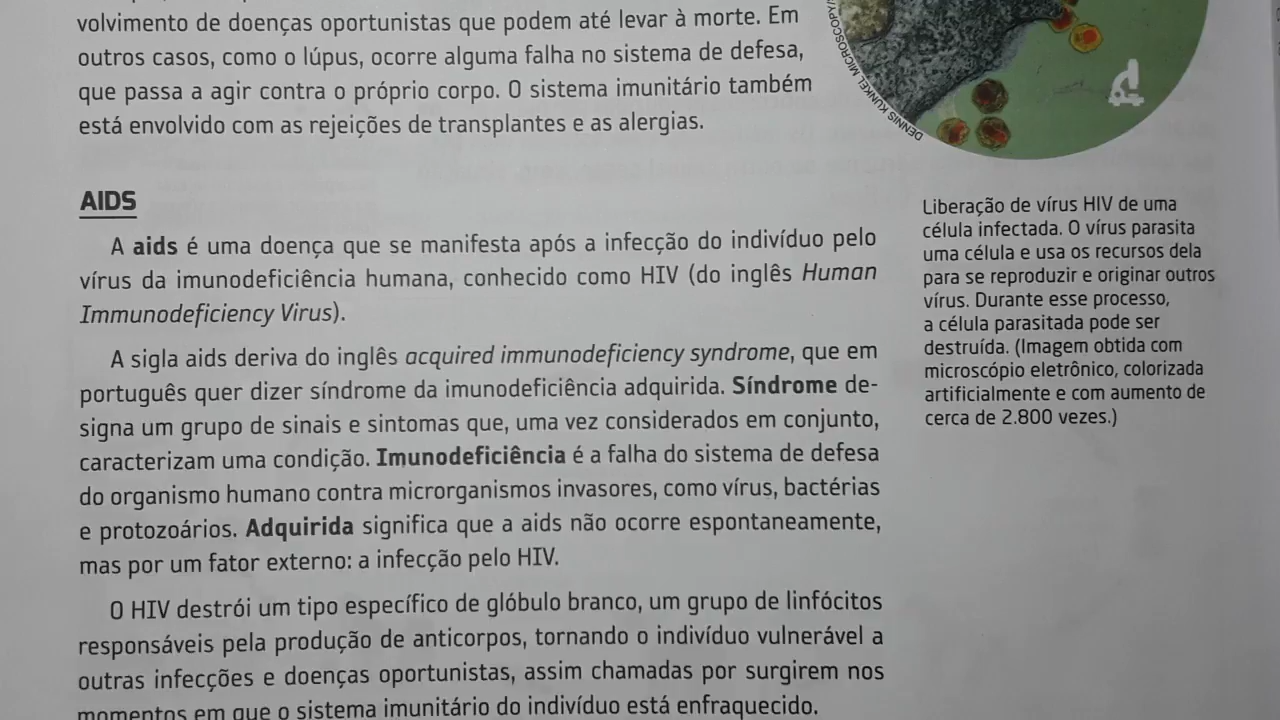 volvimento de doenças oportunistas que podem até levar à morte. Em
outros casos, como o lúpus, ocorre alguma falha no sistema de defesa,
que passa a agir contra o próprio corpo. O sistema imunitário também
está envolvido com as rejeições de transplantes e as alergias.
DENNIS KUNKEL MICROSCOPY/
AIDS
A aids é uma doença que se manifesta após a infecção do indivíduo pelo
vírus da imunodeficiência humana, conhecido como HIV (do inglês Human
Immunodeficiency Virus).
A sigla aids deriva do inglês acquired immunodeficiency syndrome, que em
português quer dizer síndrome da imunodeficiência adquirida. Síndrome de-
signa um grupo de sinais e sintomas que, uma vez considerados em conjunto,
caracterizam uma condição. Imunodeficiência é a falha do sistema de defesa
do organismo humano contra microrganismos invasores, como vírus, bactérias
e protozoários. Adquirida significa que a aids não ocorre espontaneamente,
mas por um fator externo: a infecção pelo HIV.
O HIV destrói um tipo específico de glóbulo branco, um grupo de linfócitos
responsáveis pela produção de anticorpos, tornando o indivíduo vulnerável a
outras infecções e doenças oportunistas, assim chamadas por surgirem nos
momentos em que o sistema imunitário do indivíduo está enfraquecido.
Liberação de vírus HIV de uma
célula infectada. O vírus parasita
uma célula e usa os recursos dela
para se reproduzir e originar outros
vírus. Durante esse processo,
a célula parasitada pode ser
destruída. (Imagem obtida com
microscópio eletrônico, colorizada
artificialmente e com aumento de
cerca de 2.800 vezes.)